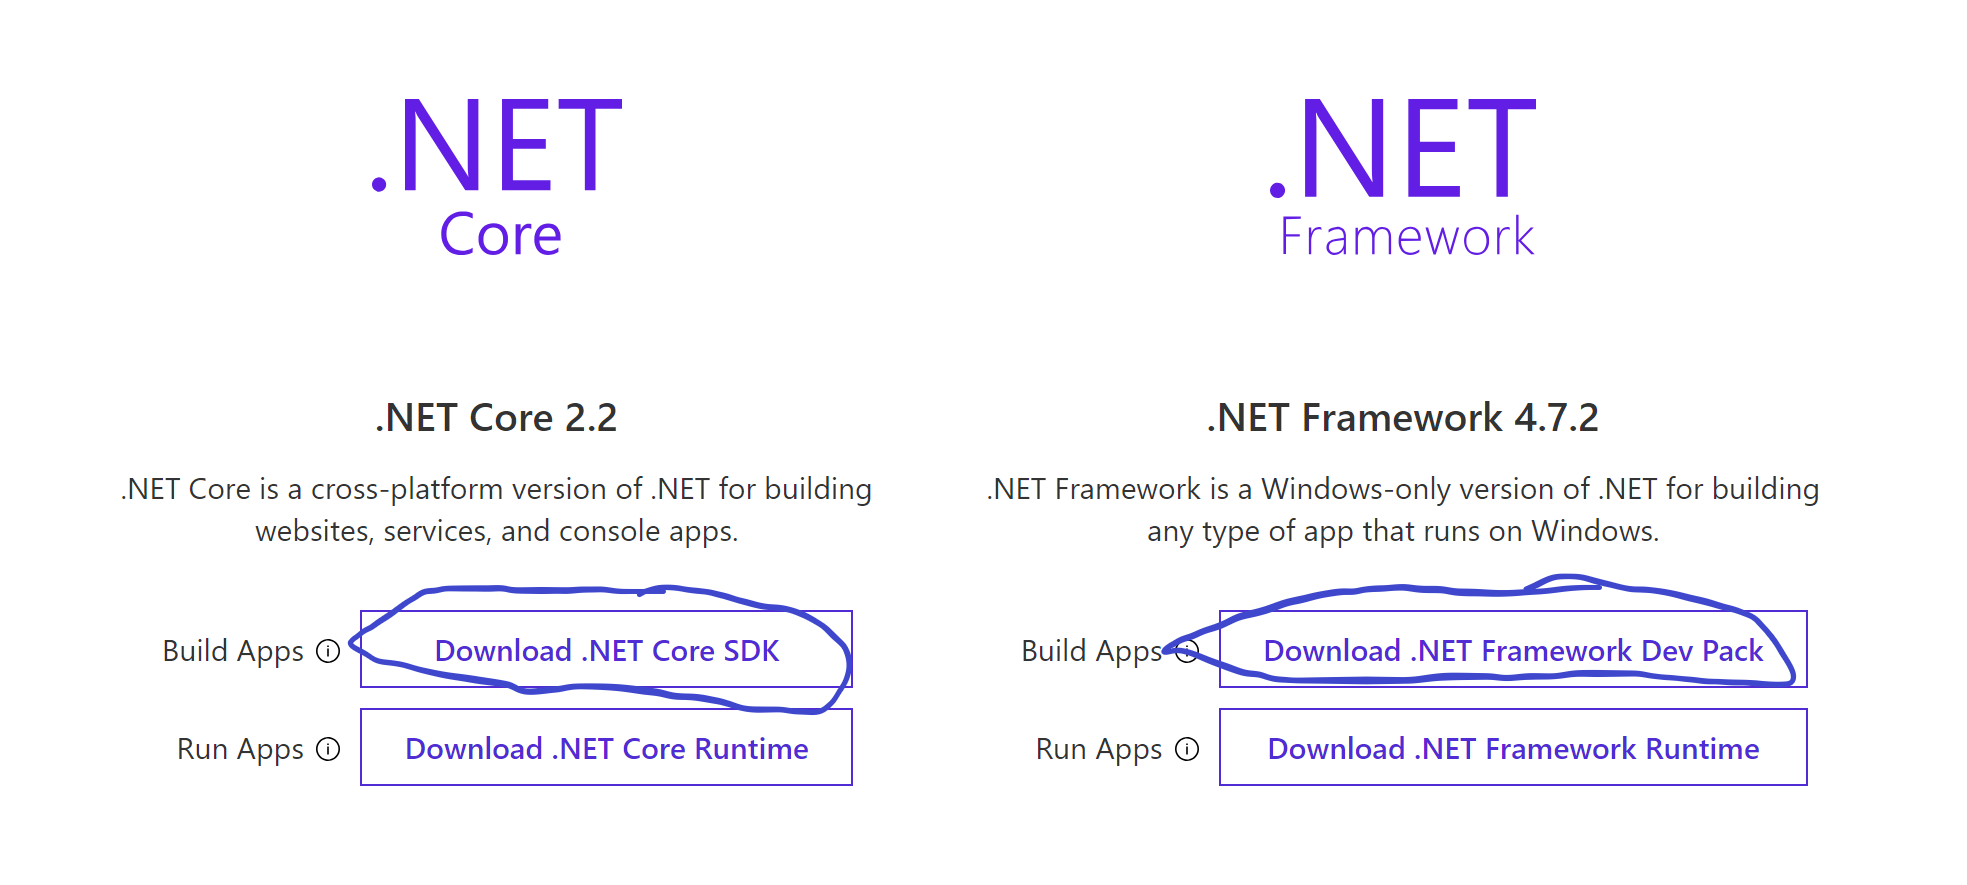 .NET
Core
.NET Core 2.2
.NET Core is a cross-platform version of .NET for building
websites, services, and console apps.
Build Apps Download .NET Core SDK
Run Apps Download .NET Core Runtime
.NET
Framework
.NET Framework 4.7.2
.NET Framework is a Windows-only version of .NET for building
any type of app that runs on Windows.
Build Apps Download .NET Framework Dev Pack
Run Apps Download .NET Framework Runtime